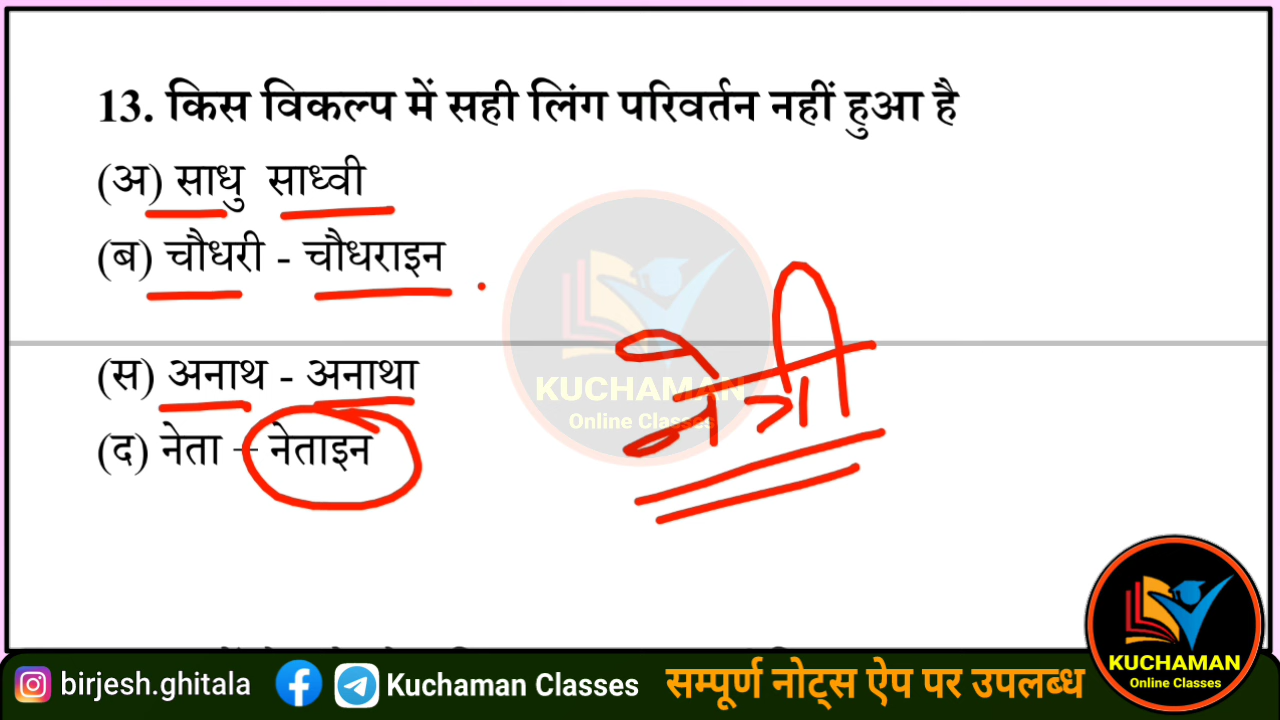 13. किस विकल्प में सही लिंग परिवर्तन नहीं हुआ है
(अ) साधु साध्वी
(ब) चौधरी - चौधराइन
(स) अनाथ - अनाथा
(द) नेता - नेताइन
नेत्री
KUCHAMAN
Online Classes
KUCHAMAN
Online Classes
birjesh.ghitala Kuchaman Classes सम्पूर्ण नोट्स ऐप पर उपलब्ध